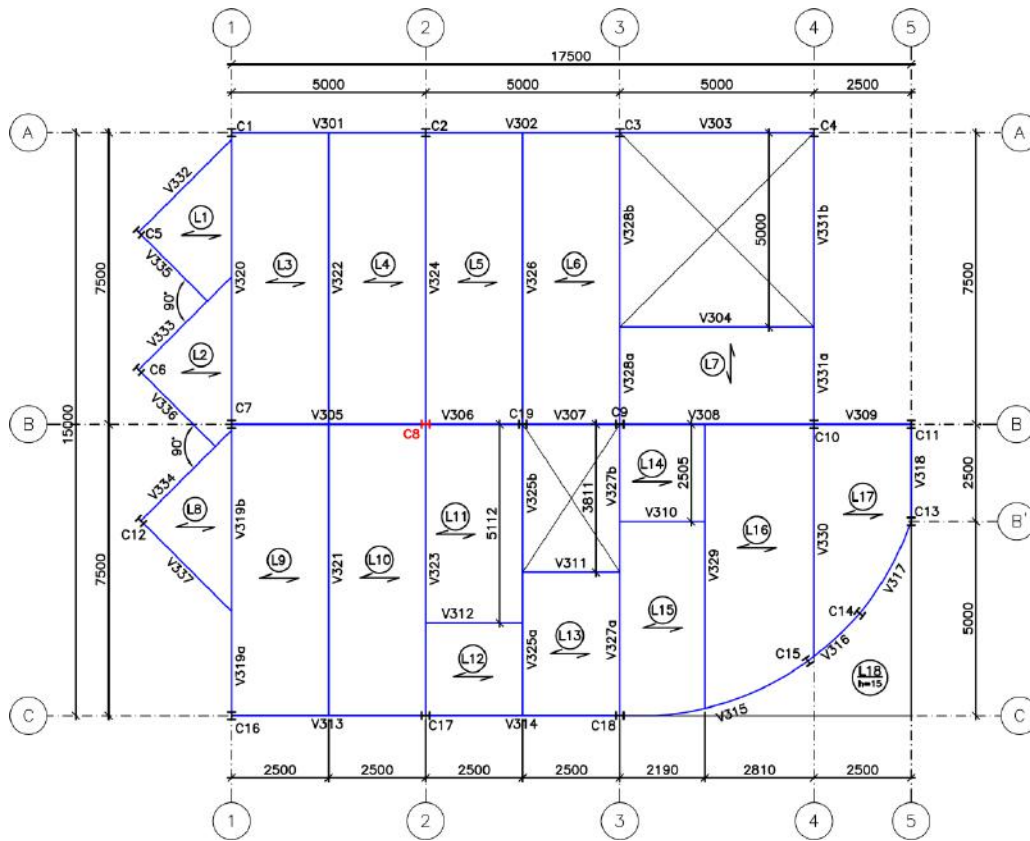 1 2 3 4 5
17500
5000 5000 5000 2500
A C1 V301 C2 V302 C3 V303 C4 A
V332
L1
C5
V335
V320
L3
V322
L4
V324
L5
V326
L6
V328b
5000
V331b
7500
7500
90°
V333
V304
L2
C6
V336
V328a
L7
V331a
C7
B V305 C8 V306 C19 V307 C9 V308 C10 V309 C11 B
15000
90°
V334
L8
C12
V337
V319b
L9
V321
L10
V323
L11
5112
V325b
3811
V327b
L14
2505
V310
V329
L16
V330
L17
V318
2500
C13
B'
7500
V311
V312
L12
V325a
L13
V327a
L15
V317
C14
V316
C15
L18
h=15
5000
V319a
C C16 V313 C17 V314 C18 V315 C
2500 2500 2500 2500 2190 2810 2500
1 2 3 4 5